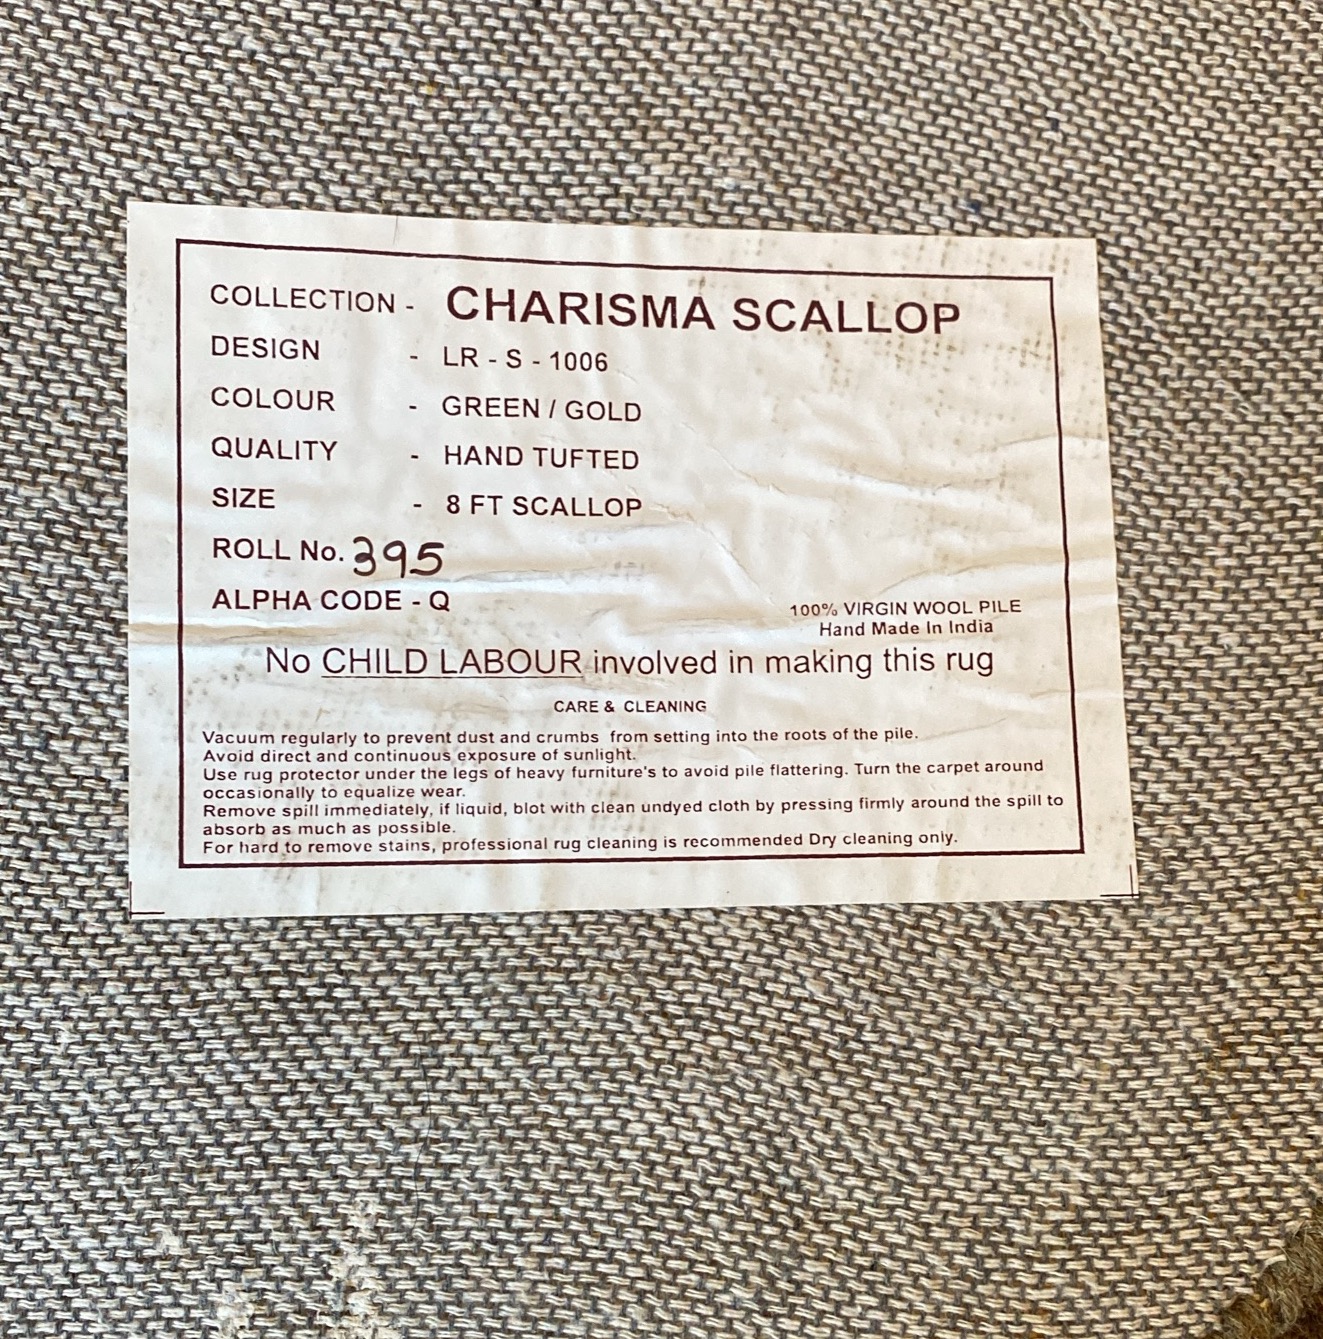 COLLECTION - CHARISMA SCALLOP
DESIGN - LR - S - 1006
COLOUR - GREEN / GOLD
QUALITY - HAND TUFTED
SIZE - 8 FT SCALLOP
ROLL No. 395
ALPHA CODE - Q
100% VIRGIN WOOL PILE
Hand Made In India
No CHILD LABOUR involved in making this rug
CARE & CLEANING
Vacuum regularly to prevent dust and crumbs from setting into the roots of the pile.
Avoid direct and continuous exposure of sunlight.
Use rug protector under the legs of heavy furniture's to avoid pile flattering. Turn the carpet around
occasionally to equalize wear.
Remove spill immediately, if liquid, blot with clean undyed cloth by pressing firmly around the spill to
absorb as much as possible.
For hard to remove stains, professional rug cleaning is recommended Dry cleaning only.